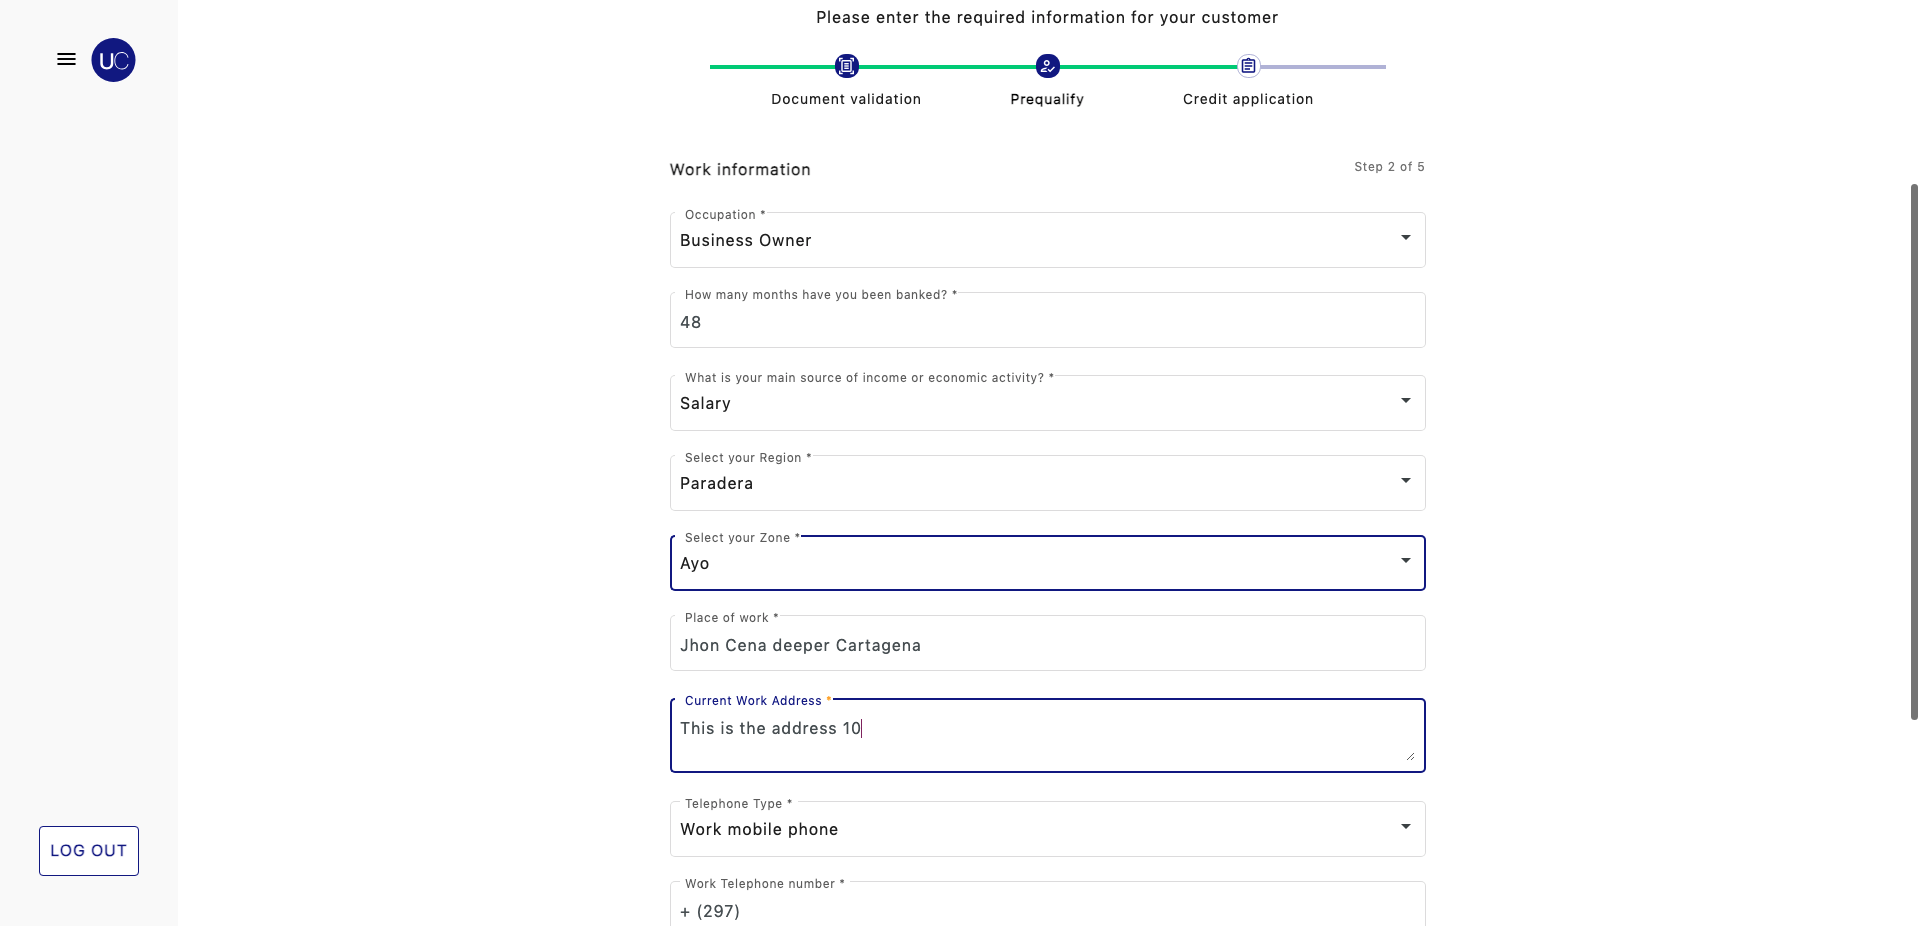 Please enter the required information for your customer
UC
Document validation
Prequalify
Credit application
Work information
Step 2 of 5
Occupation *
Business Owner
How many months have you been banked? *
48
What is your main source of income or economic activity? *
Salary
Select your Region *
Paradera
Select your Zone *
Ayo
Place of work *
Jhon Cena deeper Cartagena
Current Work Address *
This is the address 10
Telephone Type *
Work mobile phone
LOG OUT
Work Telephone number *
+ (297)